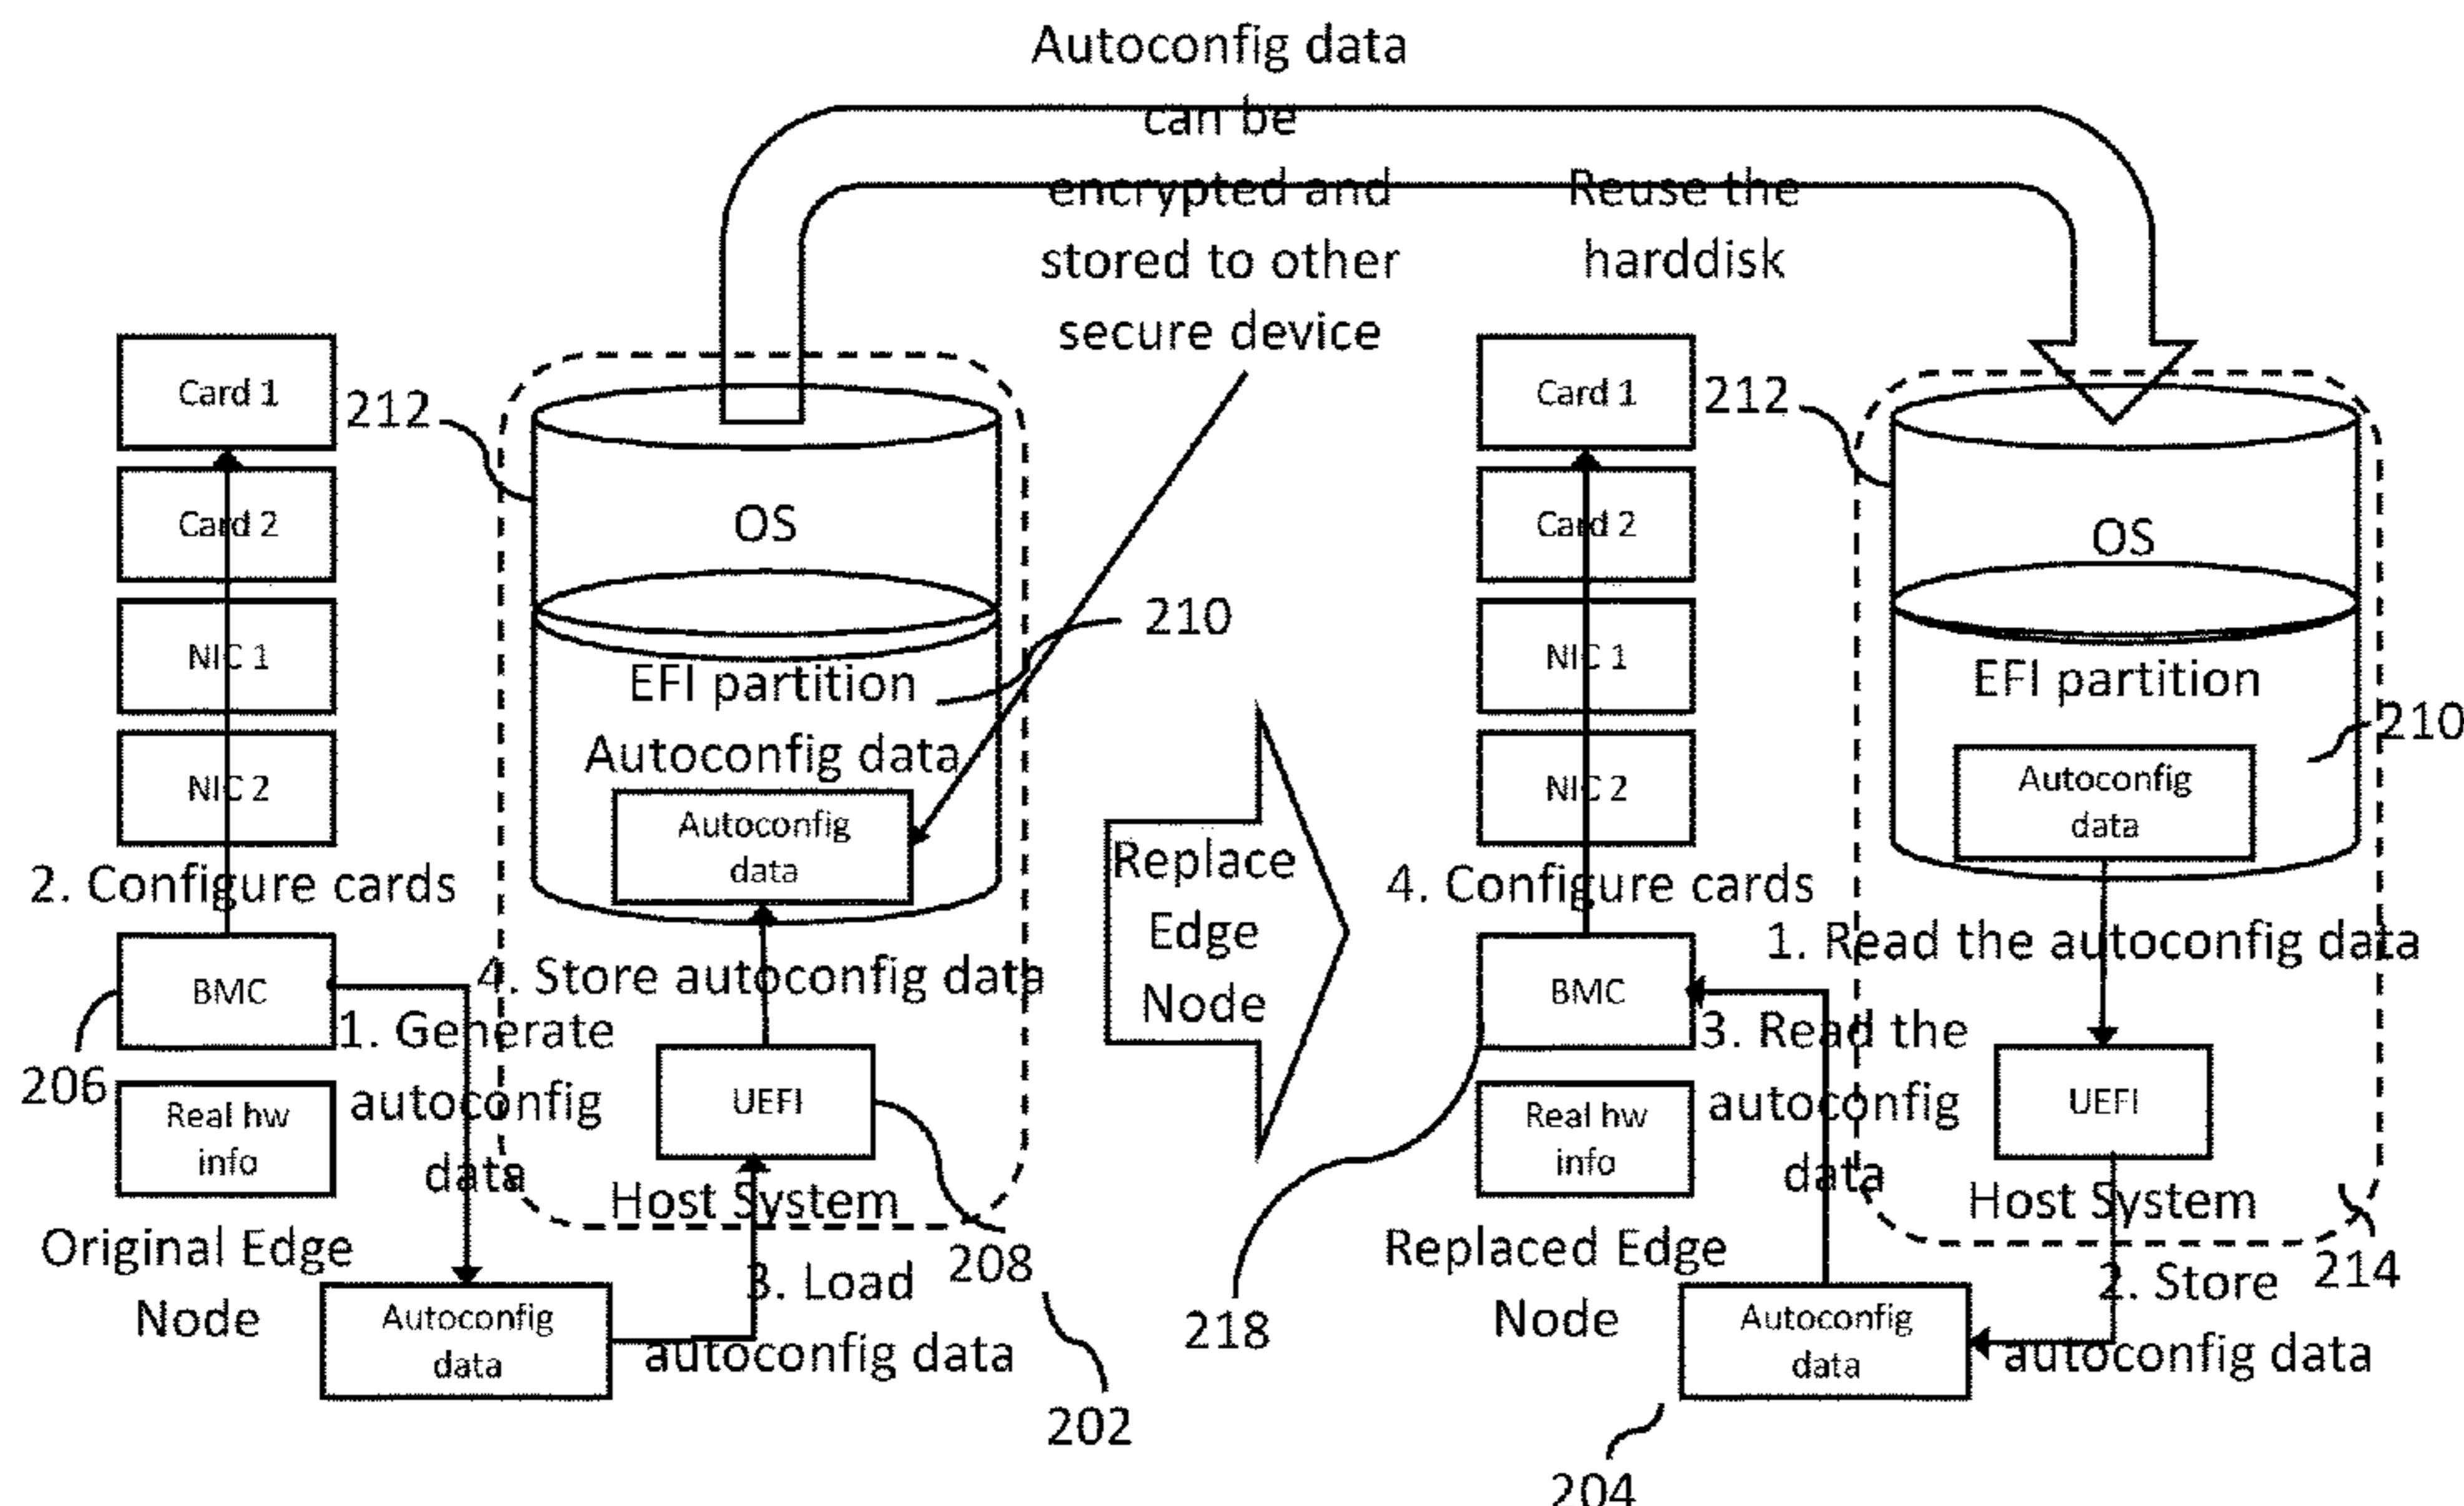 Autoconfig data
can be
encrypted and
stored to other
secure device
Reuse the
harddisk
Card 1
212
Card 2
NIC 1
NIC 2
2. Configure cards
BMC
206
Real hw
info
Original Edge
Node
OS
210
EFI partition
Autoconfig data
Autoconfig
data
4. Store autoconfig data
1. Generate
autoconfig
data
UEFI
Host System
208
3. Load
autoconfig data
Autoconfig
data
202
Replace
Edge
Node
Card 1
212
Card 2
NIC 1
NIC 2
4. Configure cards
BMC
218
Real hw
info
Replaced Edge
Node
OS
EFI partition
210
Autoconfig
data
1. Read the autoconfig data
3. Read the
autoconfig
data
UEFI
Host System
214
2. Store
autoconfig data
Autoconfig
data
204